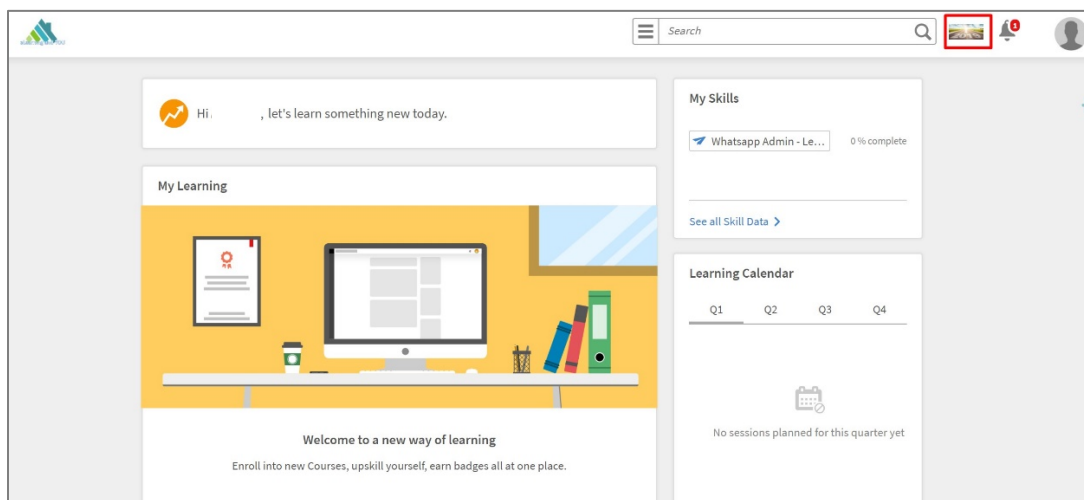 Search
1
Hi , let's learn something new today.
My Learning
Welcome to a new way of learning
Enroll into new Courses, upskill yourself, earn badges all at one place.
My Skills
Whatsapp Admin - Le...
0 % complete
See all Skill Data
Learning Calendar
Q1 Q2 Q3 Q4
No sessions planned for this quarter yet